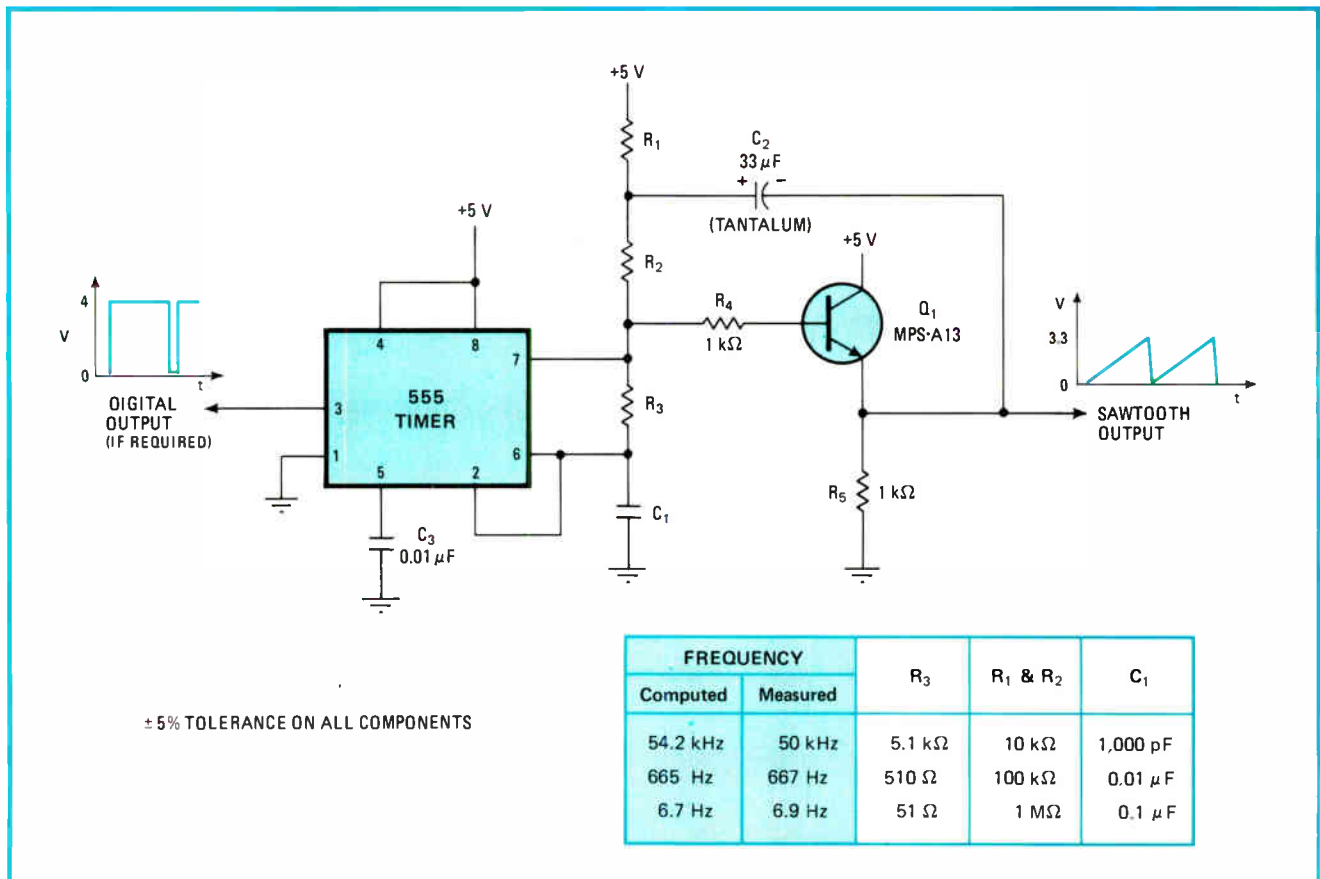 +5 V
R1
C2
33 µF
+ −
(TANTALUM)
+5 V
+5 V
R2
4
V
0
t
OIGITAL
OUTPUT
(IF REQUIRED)
4 8
7
3
555
TIMER
1
6
5 2
R3
R4
1 kΩ
Q1
MPS·A13
V
3.3
0
t
SAWTOOTH
OUTPUT
R5 1 kΩ
C1
C3
0.01 µF
±5% TOLERANCE ON ALL COMPONENTS
FREQUENCY R3 R1 & R2 C1
Computed Measured
54.2 kHz 50 kHz 5.1 kΩ 10 kΩ 1,000 pF
665 Hz 667 Hz 510 Ω 100 kΩ 0.01 µF
6.7 Hz 6.9 Hz 51 Ω 1 MΩ 0.1 µF